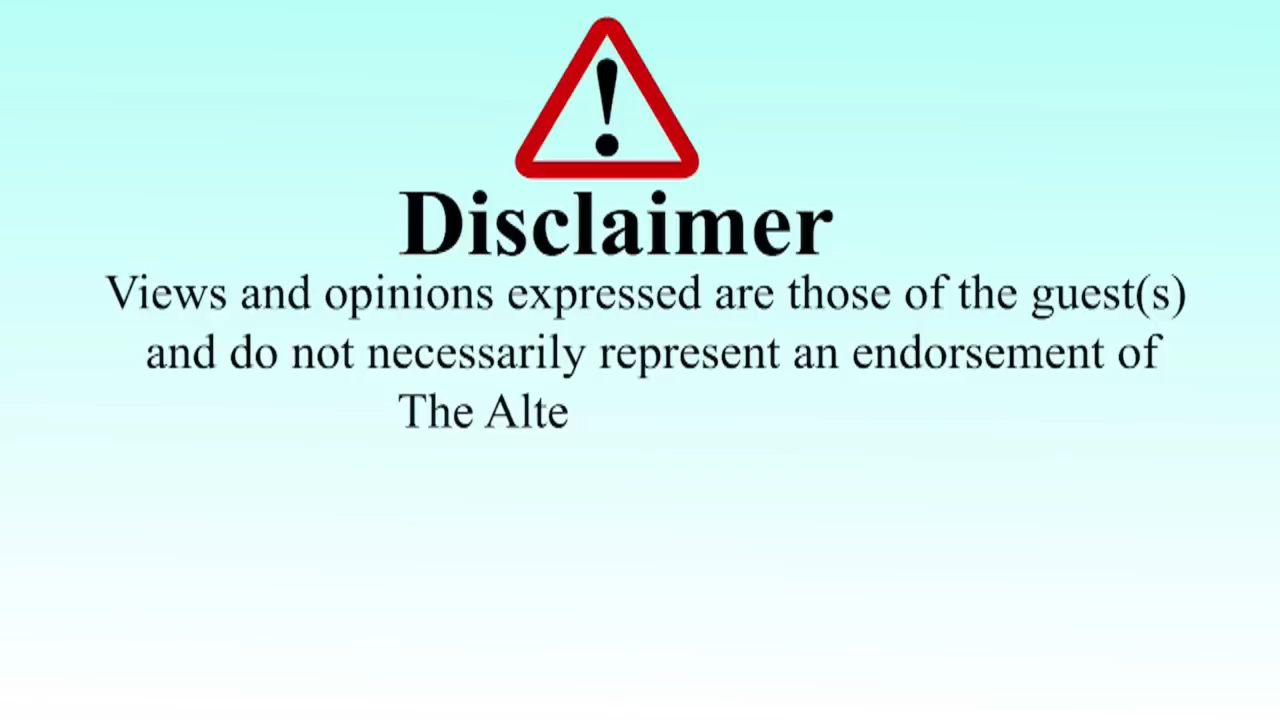 Disclaimer
Views and opinions expressed are those of the guest(s)
and do not necessarily represent an endorsement of
The Alte